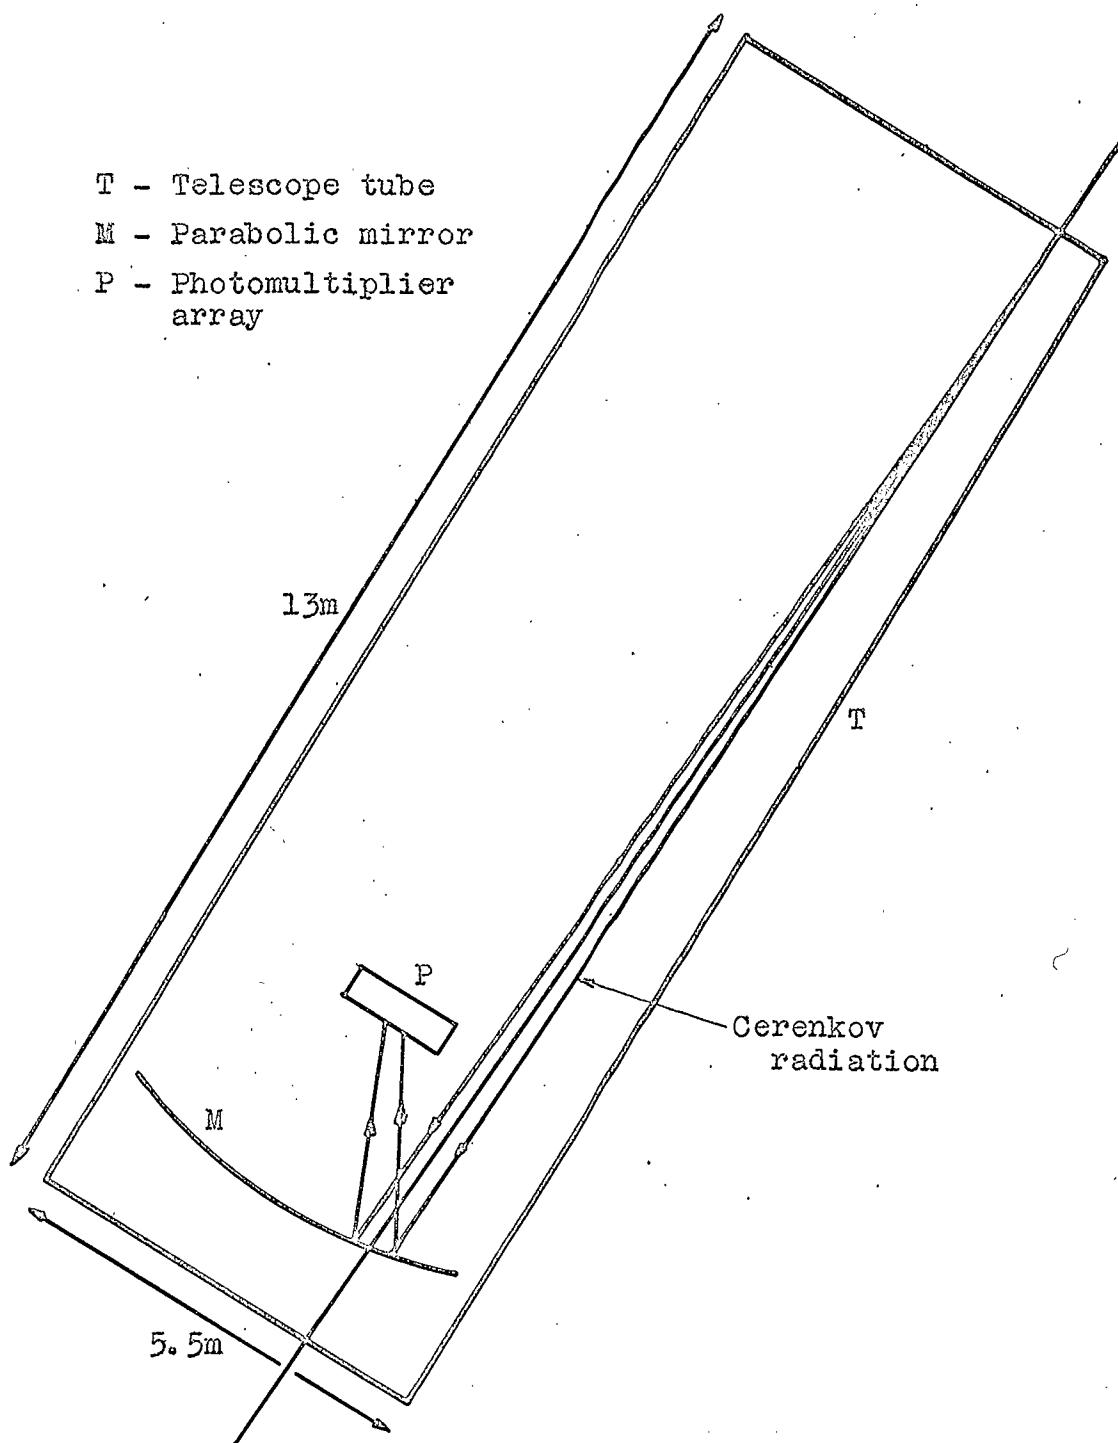 T - Telescope tube
M - Parabolic mirror
P - Photomultiplier
array
13m
T
P
Cerenkov
radiation
M
5.5m